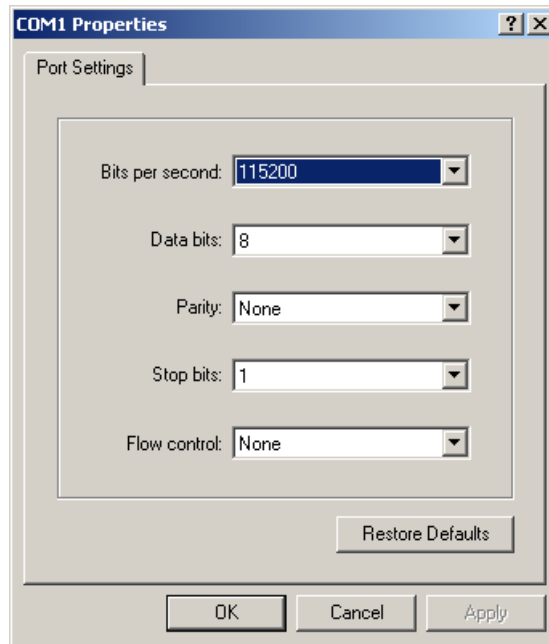 COM1 Properties
Port Settings
Bits per second: 115200
Data bits: 8
Parity: None
Stop bits: 1
Flow control: None
Restore Defaults
OK Cancel Apply